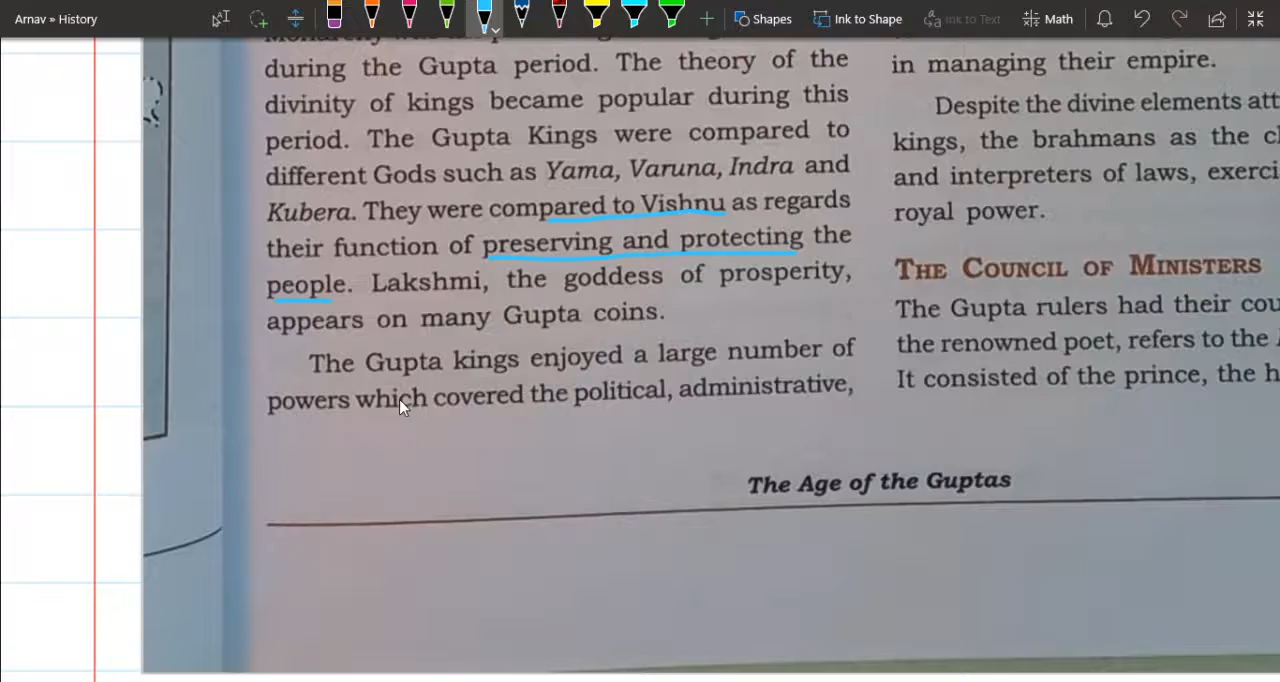 Arnav » History
Shapes
Ink to Shape
Ink to Text
Math
during the Gupta period. The theory of the
divinity of kings became popular during this
period. The Gupta Kings were compared to
different Gods such as Yama, Varuna, Indra and
Kubera. They were compared to Vishnu as regards
their function of preserving and protecting the
people. Lakshmi, the goddess of prosperity,
appears on many Gupta coins.
The Gupta kings enjoyed a large number of
powers which covered the political, administrative,
in managing their empire.
Despite the divine elements att
kings, the brahmans as the
and interpreters of laws, exerci
royal power.
THE COUNCIL OF MINISTERS
The Gupta rulers had their cou
the renowned poet, refers to the
It consisted of the prince, the h
The Age of the Guptas